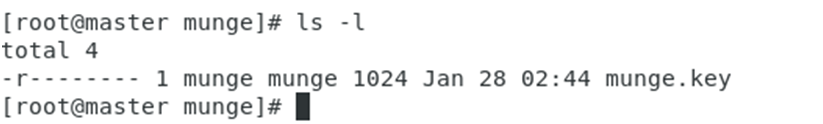 [root@master munge]# ls -l
total 4
-r-------- 1 munge munge 1024 Jan 28 02:44 munge.key
[root@master munge]#